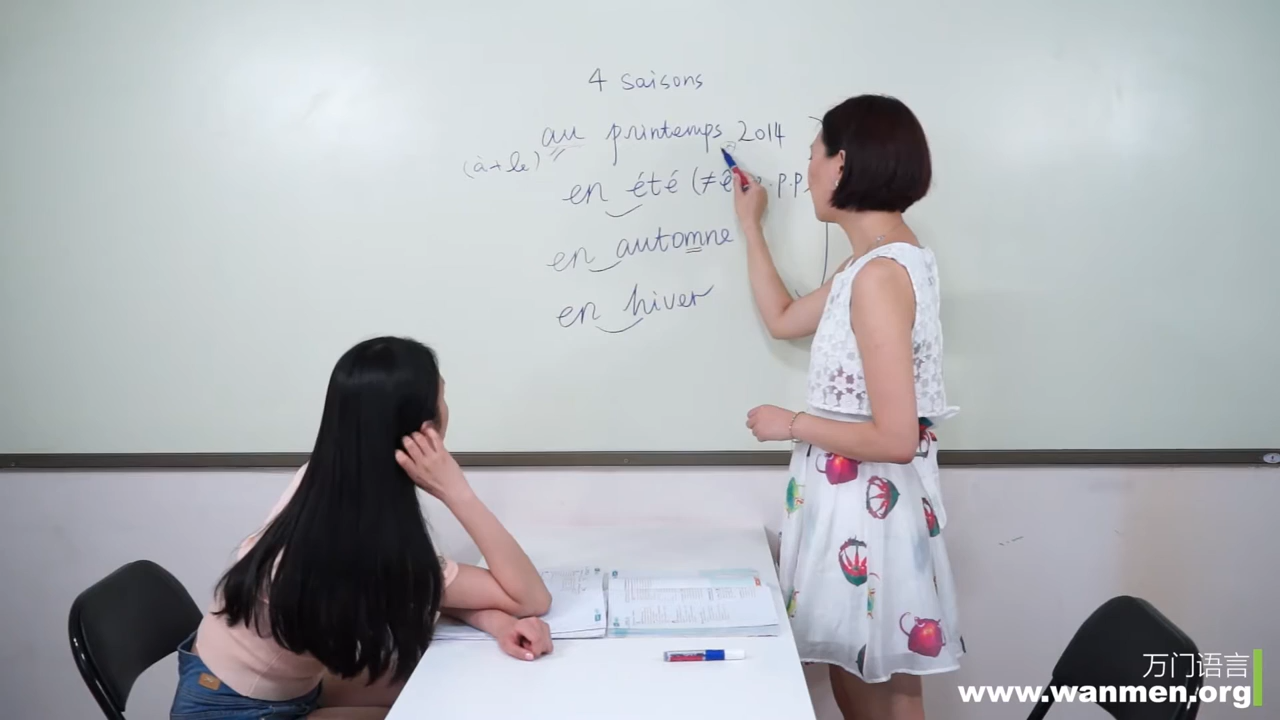 4 saisons
au printemps 2014
(à+le)
en été (≠ p.p
en automne
en hiver
万门语言
www.wanmen.org